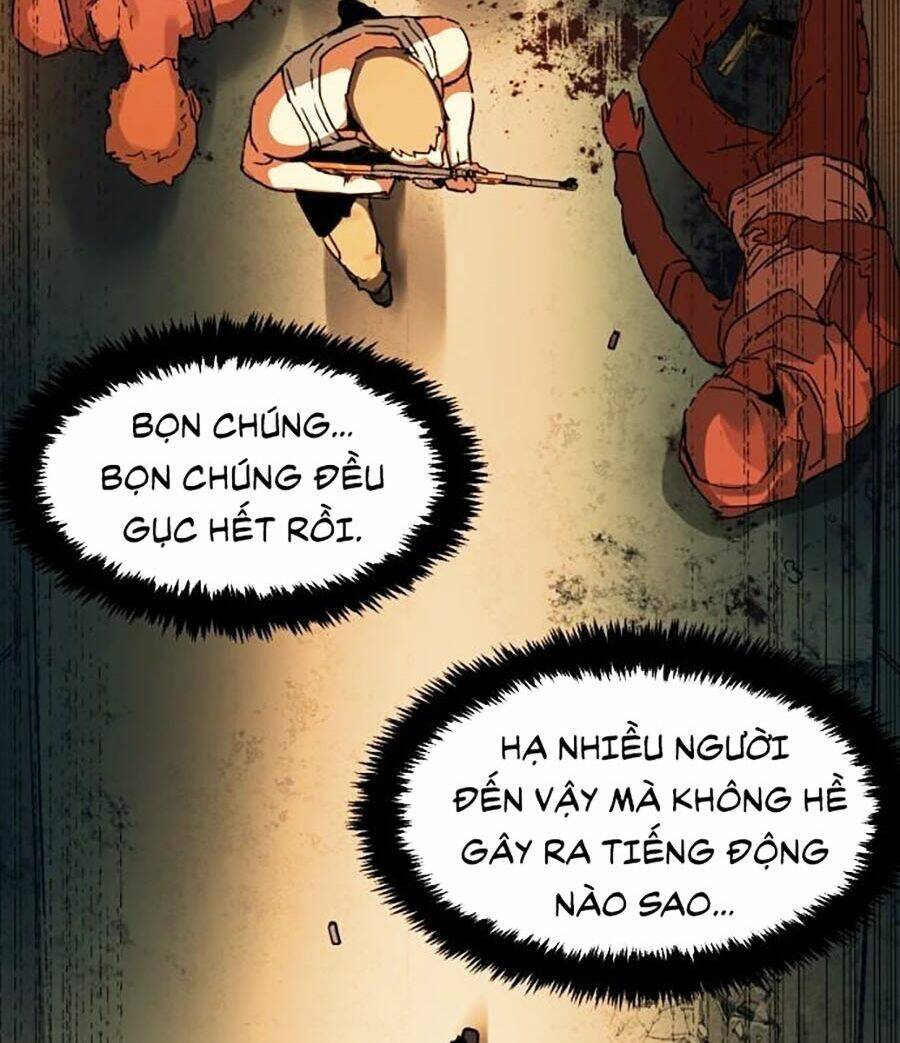 BỌN CHÚNG...
BỌN CHÚNG ĐỀU
GỤC HẾT RỒI.
HẠ NHIỀU NGƯỜI
ĐẾN VẬY MÀ KHÔNG HỀ
GÂY RA TIẾNG ĐỘNG
NÀO SAO...